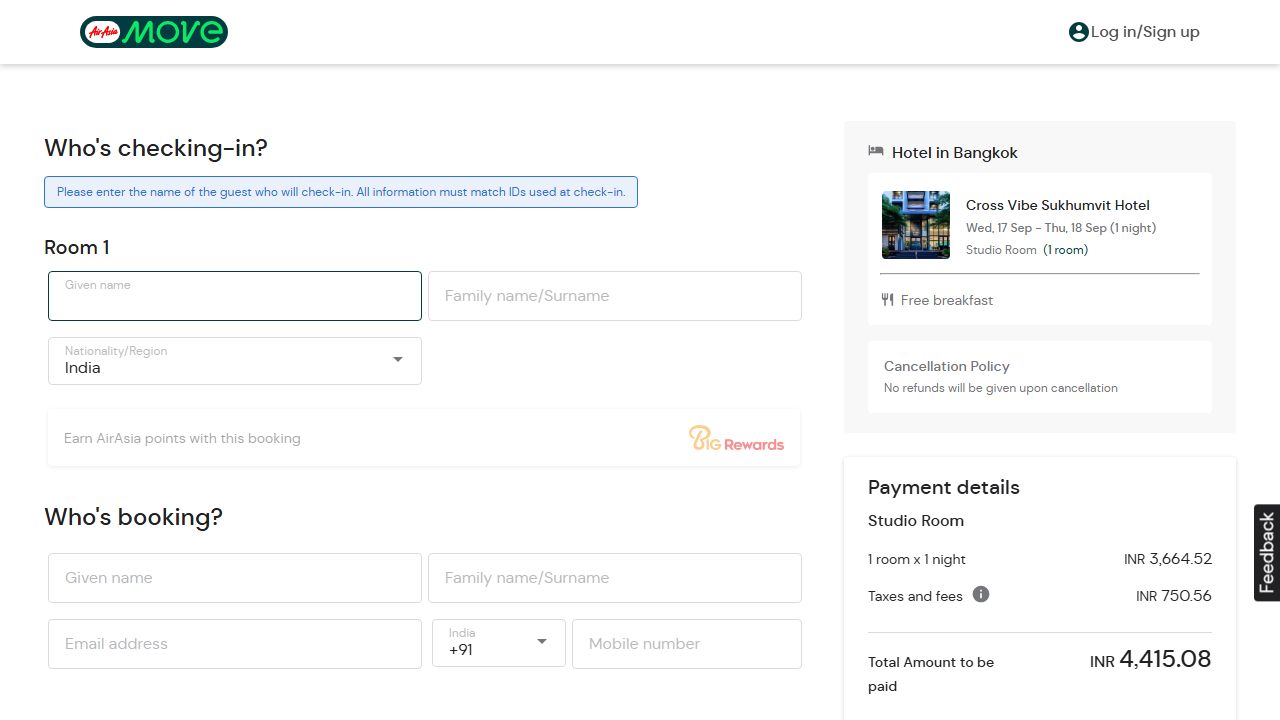 AirAsia MOVE
Log in/Sign up
Who's checking-in?
Please enter the name of the guest who will check-in. All information must match IDs used at check-in.
Room 1
Given name
Family name/Surname
Nationality/Region
India
Earn AirAsia points with this booking
BIG Rewards
Who's booking?
Given name
Family name/Surname
Email address
India
+91
Mobile number
Hotel in Bangkok
Cross Vibe Sukhumvit Hotel
Wed, 17 Sep - Thu, 18 Sep (1 night)
Studio Room (1 room)
Free breakfast
Cancellation Policy
No refunds will be given upon cancellation
Payment details
Studio Room
1 room x 1 night INR 3,664.52
Taxes and fees INR 750.56
Total Amount to be paid INR 4,415.08
Feedback